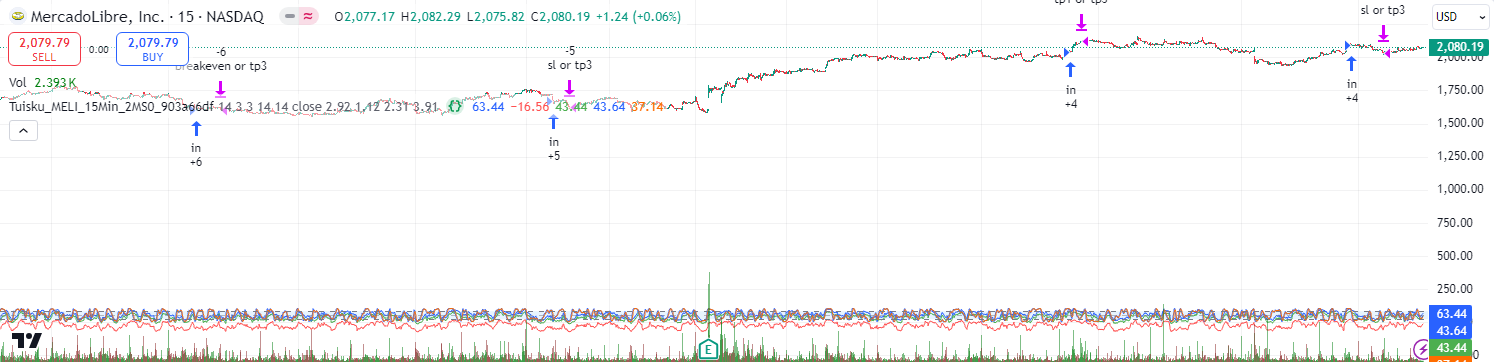 MercadoLibre, Inc. · 15 · NASDAQ
O2,077.17 H2,082.29 L2,075.82 C2,080.19 +1.24 (+0.06%)
sl or tp3
USD
2,079.79
SELL
0.00
2,079.79
BUY
-6
breakeven or tp3
-5
sl or tp3
2,080.19
2,000.00
Vol 2.393 K
1,750.00
Tuisku_MELI_15Min_2MS0_903a66df 14 3 3 14 14 close 2.92 1.12 2.31 3.91 63.44 −16.56 43.44 43.64 37.14
in
+4
in
+4
1,500.00
in
+6
in
+5
1,250.00
1,000.00
750.00
500.00
250.00
63.44
43.64
43.44
E